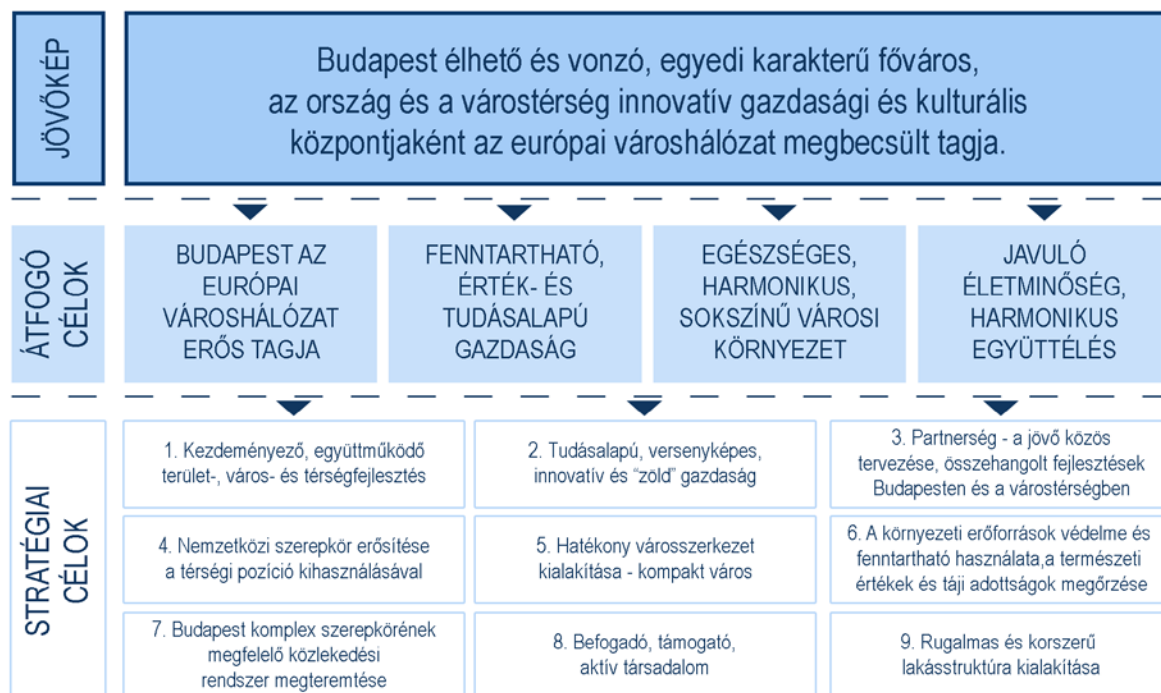 JÖVŐKÉP
Budapest élhető és vonzó, egyedi karakterű főváros,
az ország és a várostérség innovatív gazdasági és kulturális
központjaként az európai városhálózat megbecsült tagja.
ÁTFOGÓ
CÉLOK
BUDAPEST AZ
EURÓPAI
VÁROSHÁLÓZAT
ERŐS TAGJA
FENNTARTHATÓ,
ÉRTÉK- ÉS
TUDÁSALAPÚ
GAZDASÁG
EGÉSZSÉGES,
HARMONIKUS,
SOKSZÍNŰ VÁROSI
KÖRNYEZET
JAVULÓ
ÉLETMINŐSÉG,
HARMONIKUS
EGYÜTTÉLÉS
STRATÉGIAI
CÉLOK
1. Kezdeményező, együttműködő
terület-, város- és térségfejlesztés
2. Tudásalapú, versenyképes,
innovatív és “zöld” gazdaság
3. Partnerség - a jövő közös
tervezése, összehangolt fejlesztések
Budapesten és a várostérségben
4. Nemzetközi szerepkör erősítése
a térségi pozíció kihasználásával
5. Hatékony városszerkezet
kialakítása - kompakt város
6. A környezeti erőforrások védelme és
fenntartható használata,a természeti
értékek és táji adottságok megőrzése
7. Budapest komplex szerepkörének
megfelelő közlekedési
rendszer megteremtése
8. Befogadó, támogató,
aktív társadalom
9. Rugalmas és korszerű
lakásstruktúra kialakítása